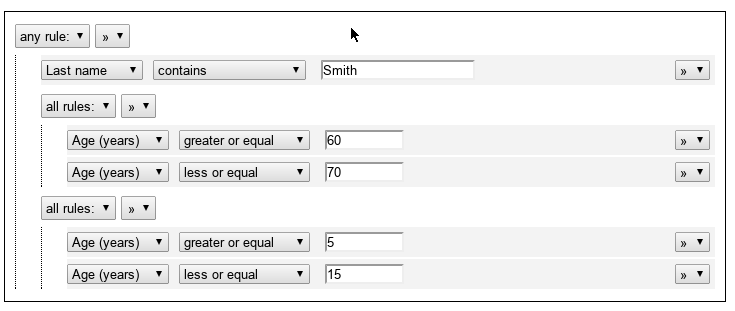 any rule: »
Last name contains Smith »
all rules: »
Age (years) greater or equal 60 »
Age (years) less or equal 70 »
all rules: »
Age (years) greater or equal 5 »
Age (years) less or equal 15 »